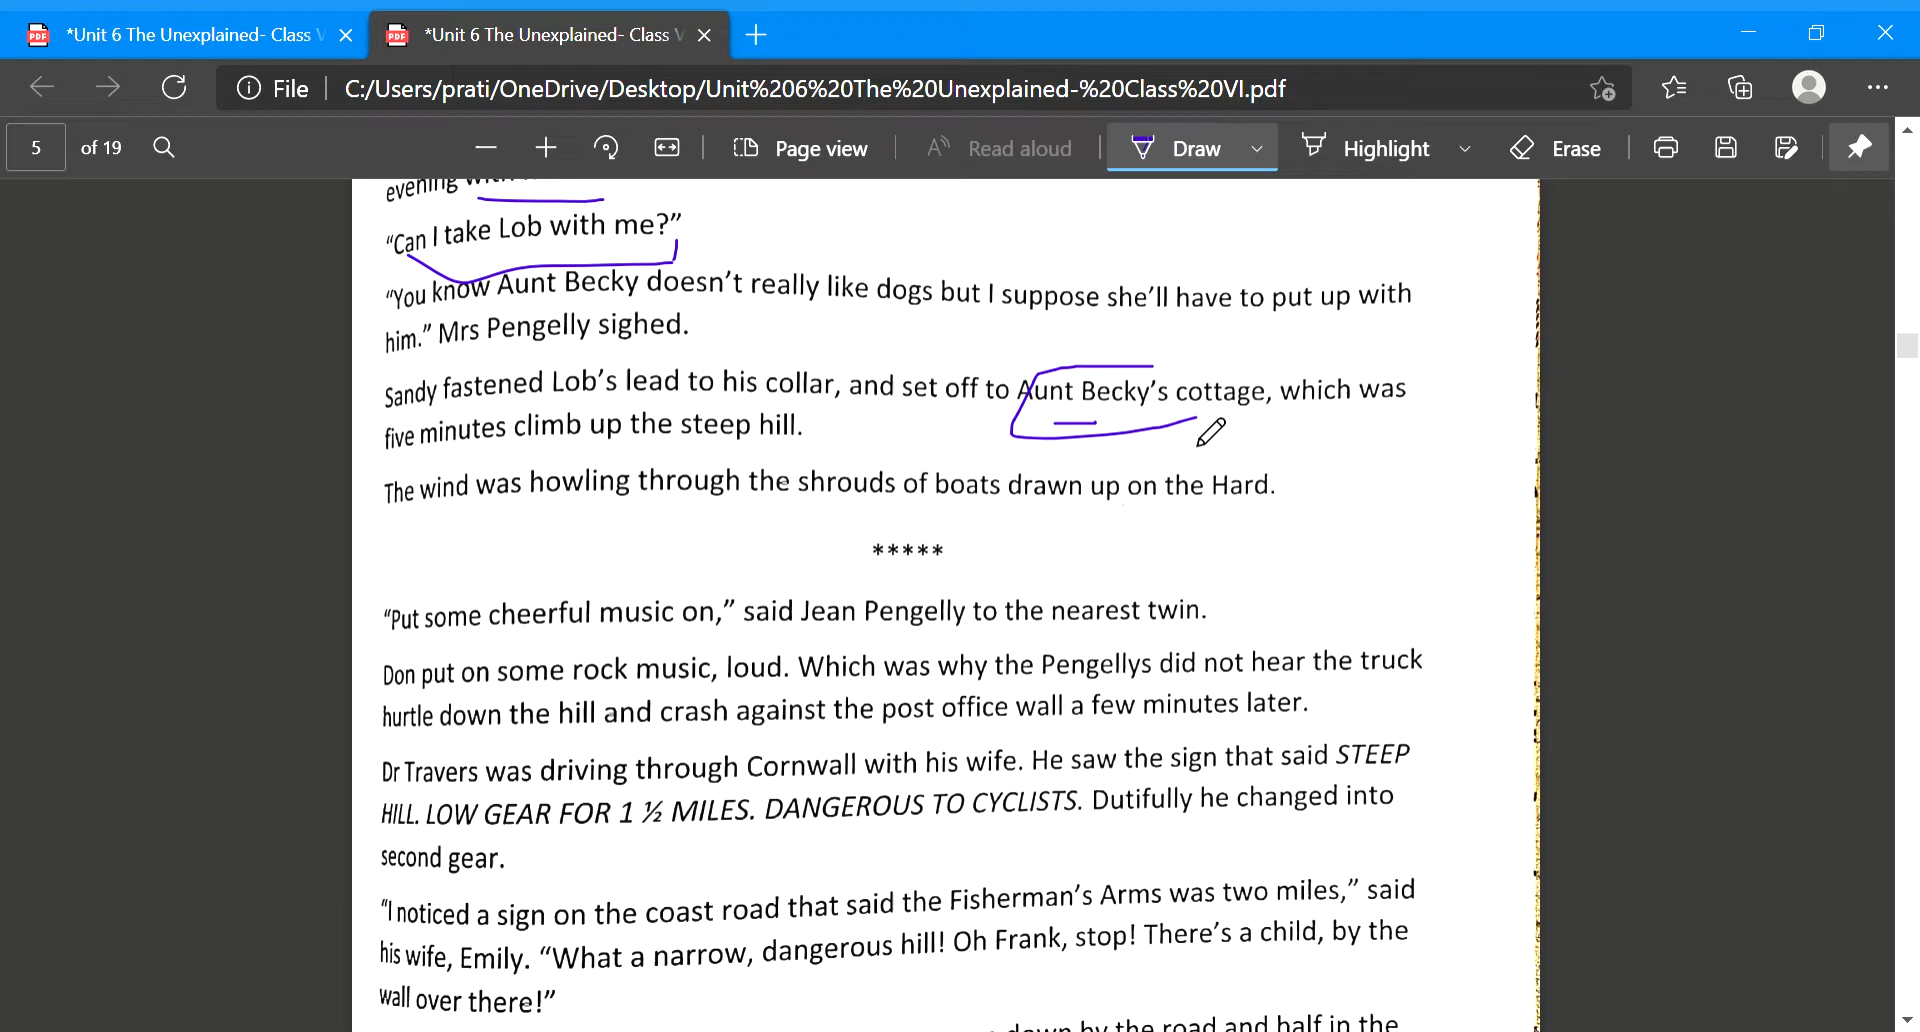 *Unit 6 The Unexplained- Class V
*Unit 6 The Unexplained- Class V
File
C:/Users/prati/OneDrive/Desktop/Unit%206%20The%20Unexplained-%20Class%20VI.pdf
5 of 19
Page view
Read aloud
Draw
Highlight
Erase
evening
“Can I take Lob with me?”
“You know Aunt Becky doesn’t really like dogs but I suppose she’ll have to put up with
him.” Mrs Pengelly sighed.
Sandy fastened Lob’s lead to his collar, and set off to Aunt Becky’s cottage, which was
five minutes climb up the steep hill.
The wind was howling through the shrouds of boats drawn up on the Hard.
*****
“Put some cheerful music on,” said Jean Pengelly to the nearest twin.
Don put on some rock music, loud. Which was why the Pengellys did not hear the truck
hurtle down the hill and crash against the post office wall a few minutes later.
Dr Travers was driving through Cornwall with his wife. He saw the sign that said STEEP
HILL. LOW GEAR FOR 1 ½ MILES. DANGEROUS TO CYCLISTS. Dutifully he changed into
second gear.
“I noticed a sign on the coast road that said the Fisherman’s Arms was two miles,” said
his wife, Emily. “What a narrow, dangerous hill! Oh Frank, stop! There’s a child, by the
wall over there!”
down by the road and half in the